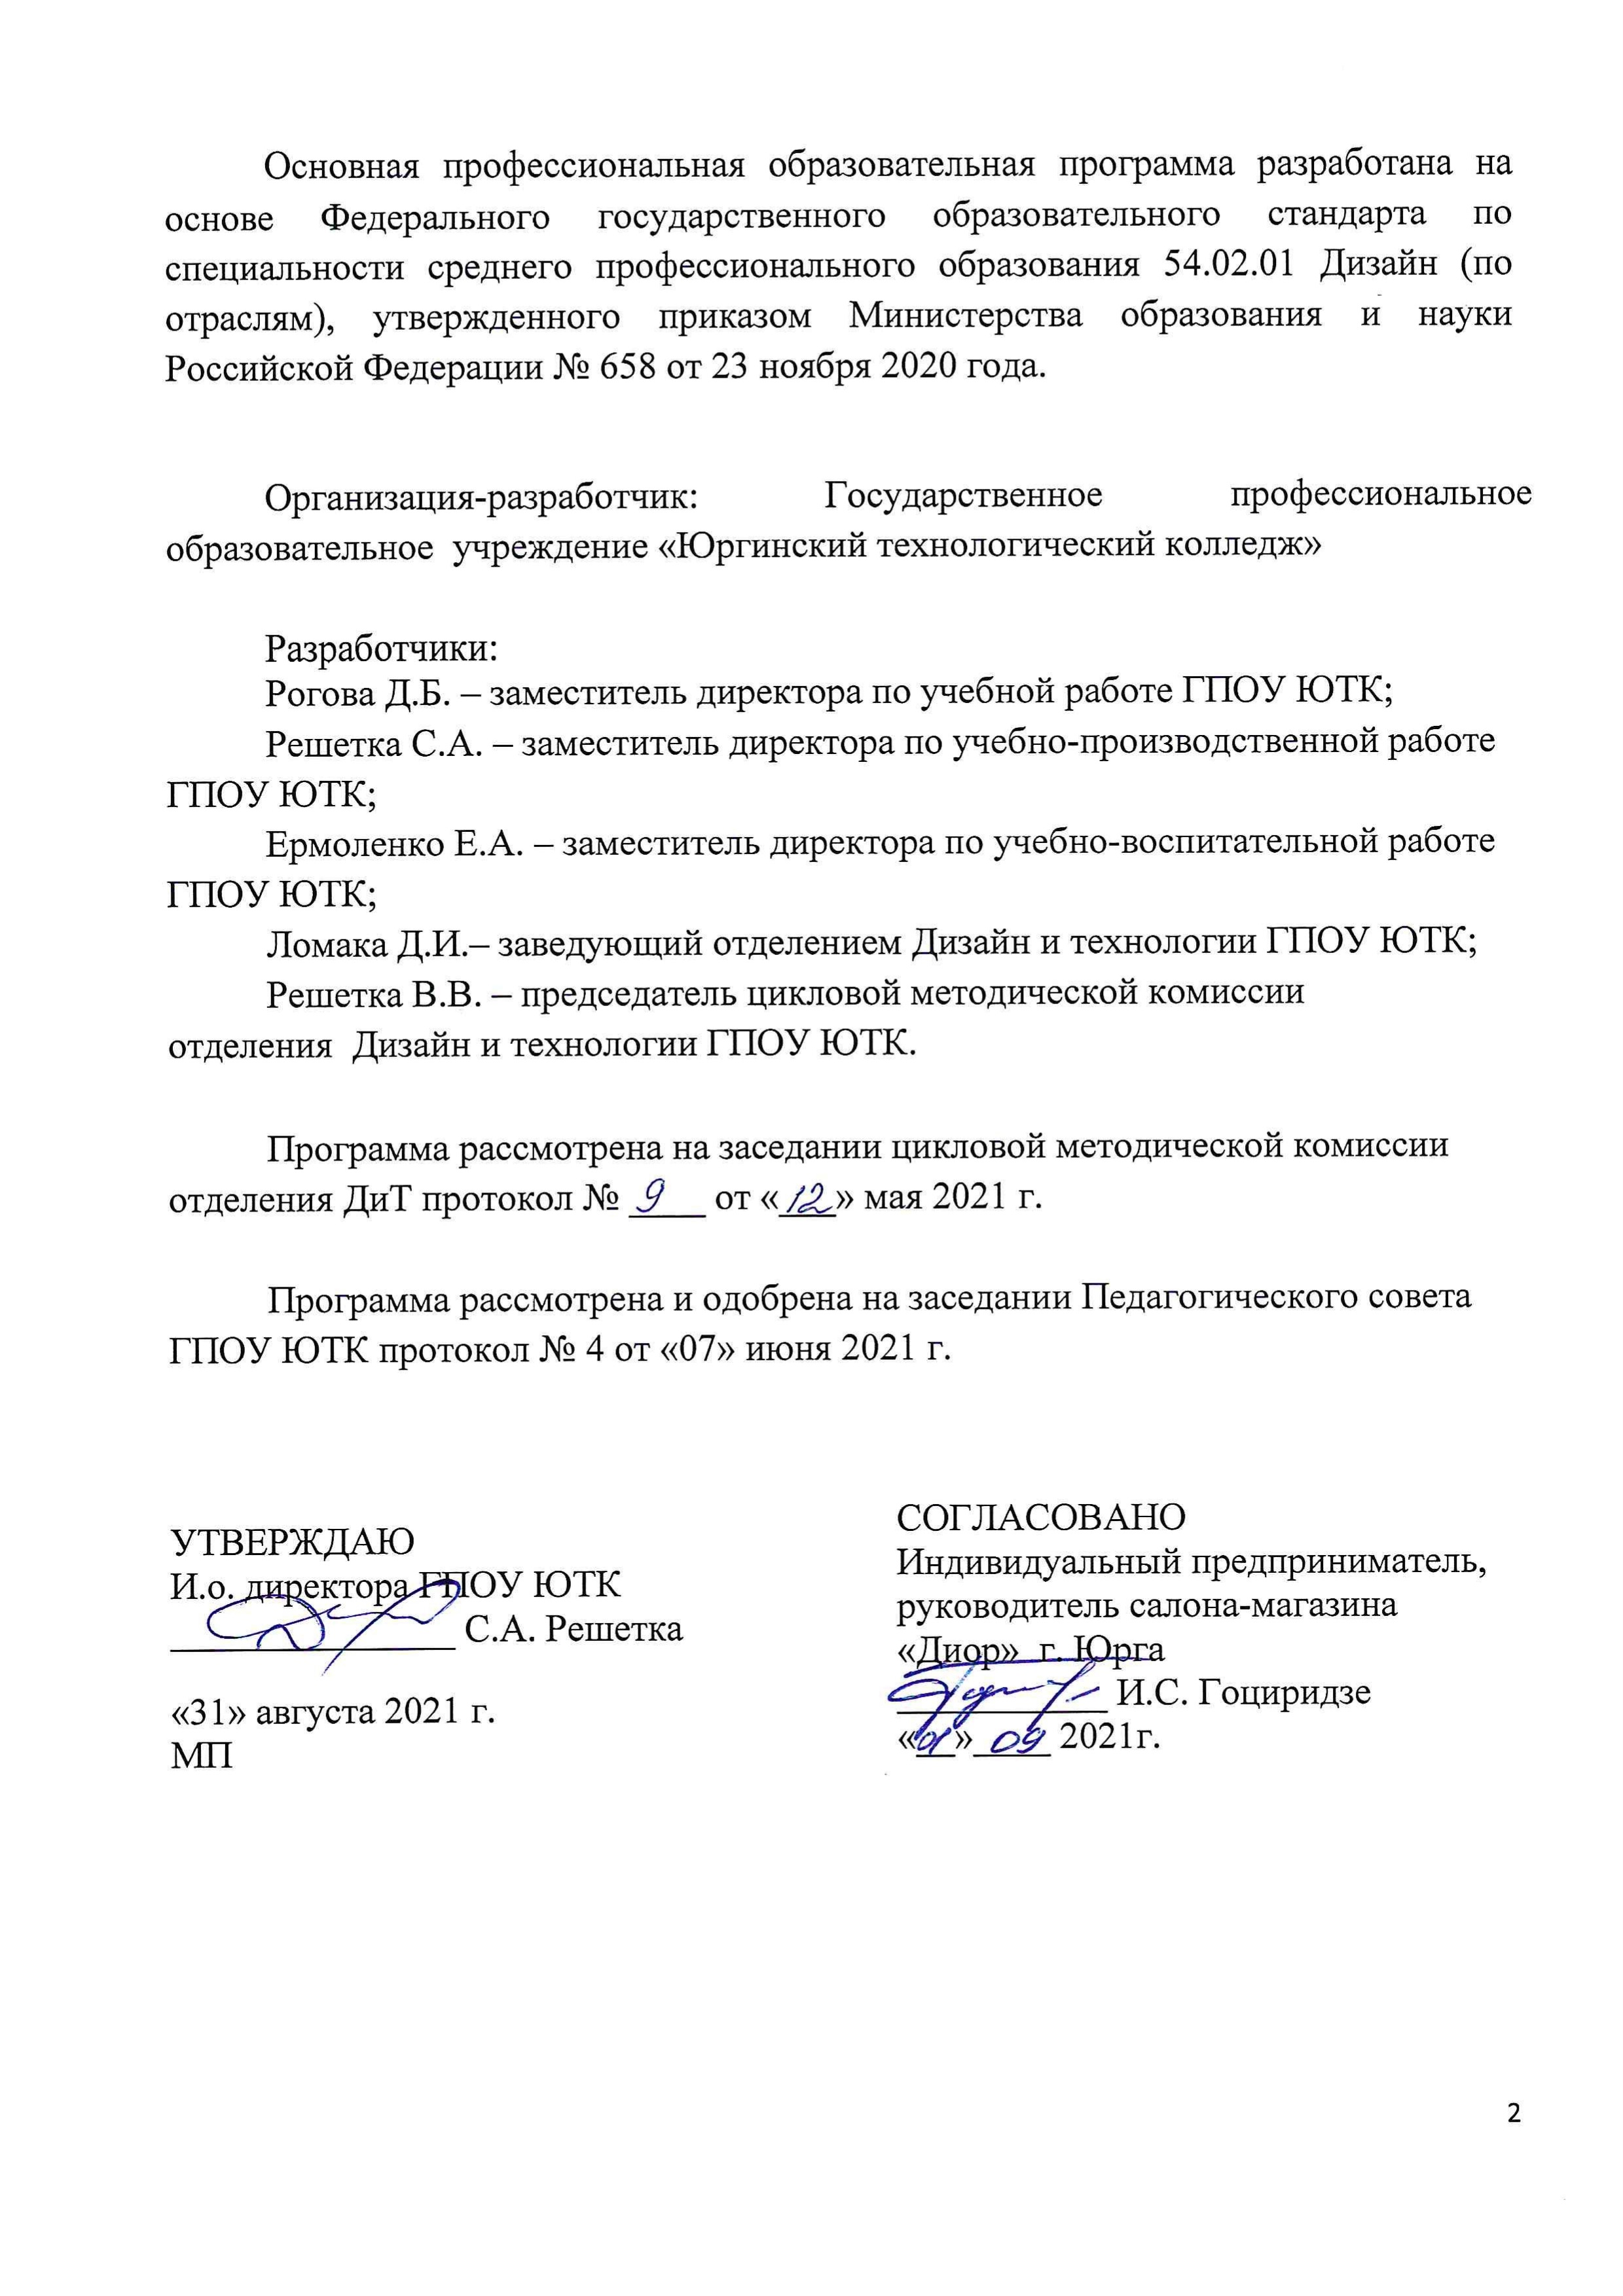 Основная профессиональная образовательная программа разработана на
основе Федерального государственного образовательного стандарта по
специальности среднего профессионального образования 54.02.01 Дизайн (по
отраслям), утвержденного приказом Министерства образования и науки
Российской Федерации № 658 от 23 ноября 2020 года.
Организация-разработчик: Государственное профессиональное
образовательное учреждение «Юргинский технологический колледж»
Разработчики:
Рогова Д.Б. – заместитель директора по учебной работе ГПОУ ЮТК;
Решетка С.А. – заместитель директора по учебно-производственной работе
ГПОУ ЮТК;
Ермоленко Е.А. – заместитель директора по учебно-воспитательной работе
ГПОУ ЮТК;
Ломака Д.И.– заведующий отделением Дизайн и технологии ГПОУ ЮТК;
Решетка В.В. – председатель цикловой методической комиссии
отделения Дизайн и технологии ГПОУ ЮТК.
Программа рассмотрена на заседании цикловой методической комиссии
отделения ДиТ протокол № 9 от «12» мая 2021 г.
Программа рассмотрена и одобрена на заседании Педагогического совета
ГПОУ ЮТК протокол № 4 от «07» июня 2021 г.
УТВЕРЖДАЮ
И.о. директора ГПОУ ЮТК
С.А. Решетка
«31» августа 2021 г.
МП
СОГЛАСОВАНО
Индивидуальный предприниматель,
руководитель салона-магазина
«Диор» г. Юрга
И.С. Гоциридзе
«01» 09 2021г.
2